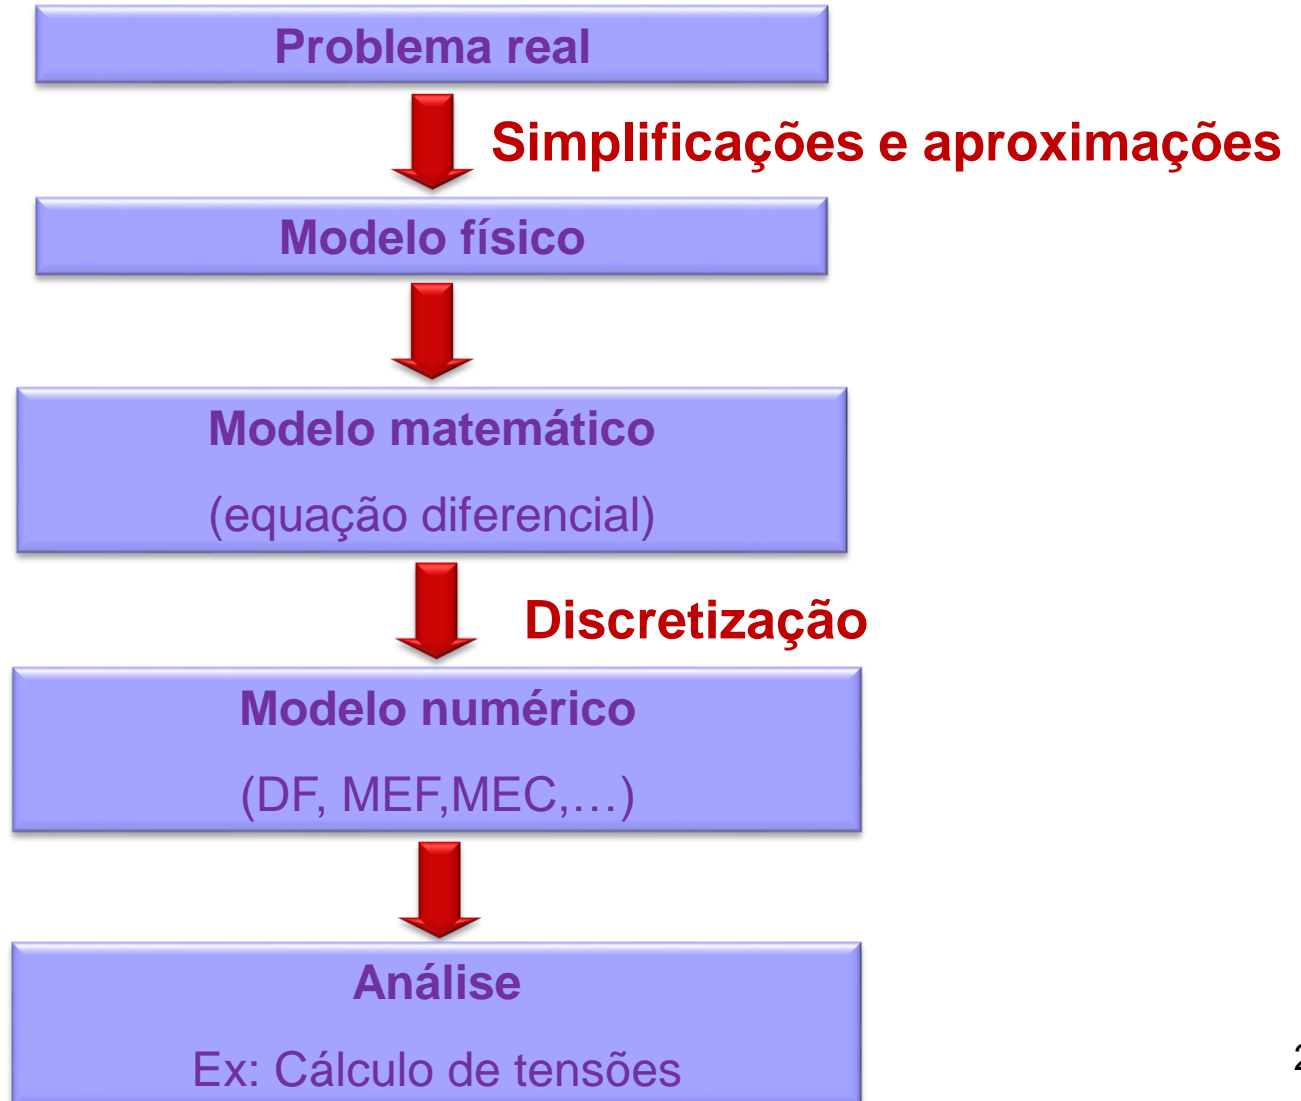 Problema real
Simplificações e aproximações
Modelo físico
Modelo matemático
(equação diferencial)
Discretização
Modelo numérico
(DF, MEF,MEC,…)
Análise
Ex: Cálculo de tensões